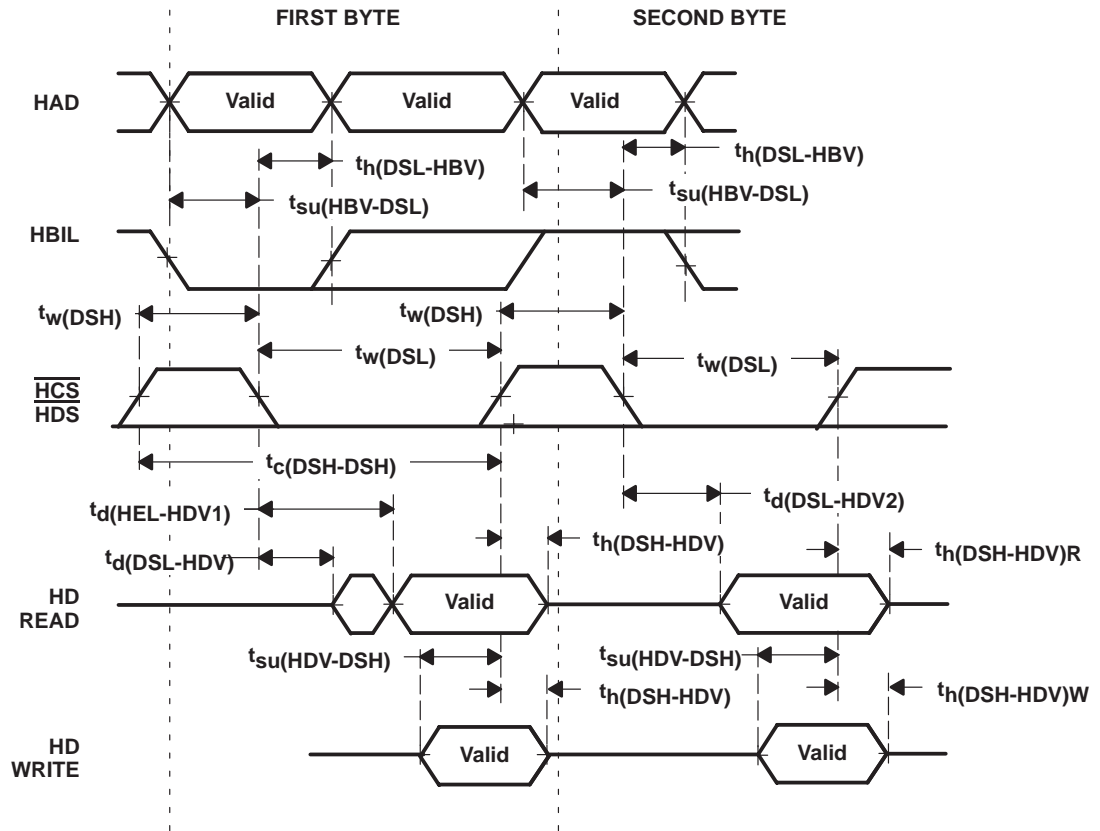 FIRST BYTE SECOND BYTE
HAD Valid Valid Valid
th(DSL-HBV) th(DSL-HBV)
tsu(HBV-DSL) tsu(HBV-DSL)
HBIL
tw(DSH) tw(DSH)
tw(DSL) tw(DSL)
HCS
HDS
tc(DSH-DSH)
td(HEL-HDV1) td(DSL-HDV2)
td(DSL-HDV) th(DSH-HDV) th(DSH-HDV)R
HD
READ
Valid Valid
tsu(HDV-DSH) tsu(HDV-DSH)
th(DSH-HDV) th(DSH-HDV)W
HD
WRITE
Valid Valid